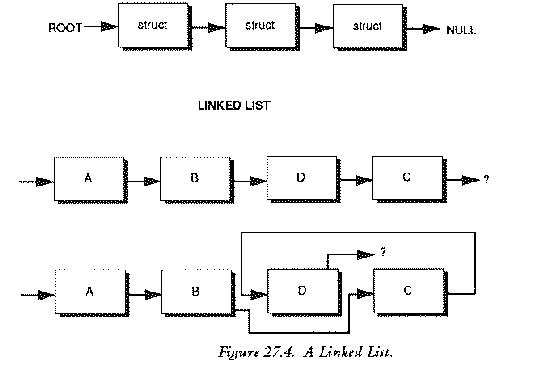 ROOT struct struct struct NULL
LINKED LIST
A B D C ?
?
A B D C
Figure 27.4. A Linked List.